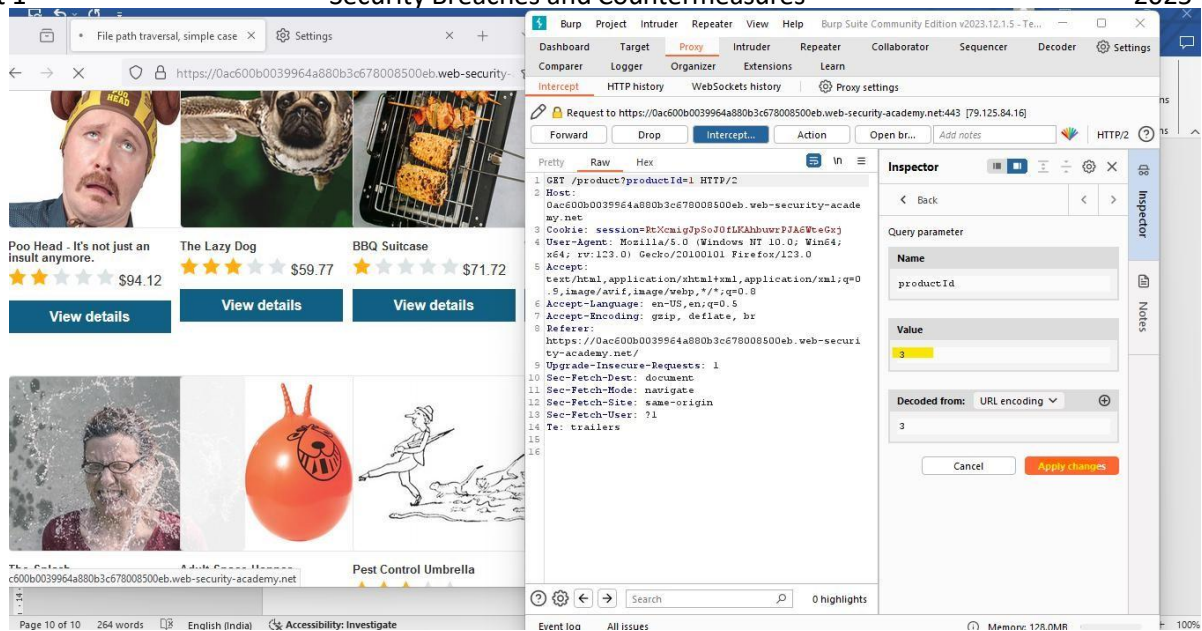 1
Security Breaches and Countermeasures
2023
File path traversal, simple case
Settings
https://0ac600b0039964a880b3c678008500eb.web-security-
POO
HEAD
Poo Head - It's not just an
insult anymore.
$94.12
View details
The Lazy Dog
$59.77
View details
BBQ Suitcase
$71.72
View details
Pest Control Umbrella
c600b0039964a880b3c678008500eb.web-security-academy.net
Page 10 of 10 264 words English (India) Accessibility: Investigate
Burp Project Intruder Repeater View Help Burp Suite Community Edition v2023.12.1.5 - Te...
Dashboard Target Proxy Intruder Repeater Collaborator Sequencer Decoder Settings
Comparer Logger Organizer Extensions Learn
Intercept HTTP history WebSockets history Proxy settings
Request to https://0ac600b0039964a880b3c678008500eb.web-security-academy.net:443 [79.125.84.16]
Forward Drop Intercept... Action Open br... Add notes HTTP/2
Pretty Raw Hex \n
1 GET /product?productId=1 HTTP/2
2 Host:
0ac600b0039964a880b3c678008500eb.web-security-acade
my.net
3 Cookie: session=RtXcmigJpSoJOfLKAhbuwrPJA6WteGxj
4 User-Agent: Mozilla/5.0 (Windows NT 10.0; Win64;
x64; rv:123.0) Gecko/20100101 Firefox/123.0
5 Accept:
text/html,application/xhtml+xml,application/xml;q=0
.9,image/avif,image/webp,*/*;q=0.8
6 Accept-Language: en-US,en;q=0.5
7 Accept-Encoding: gzip, deflate, br
8 Referer:
https://0ac600b0039964a880b3c678008500eb.web-securi
ty-academy.net/
9 Upgrade-Insecure-Requests: 1
10 Sec-Fetch-Dest: document
11 Sec-Fetch-Mode: navigate
12 Sec-Fetch-Site: same-origin
13 Sec-Fetch-User: ?1
14 Te: trailers
15
16
Search 0 highlights
Event log All issues
Memory: 128.0MB
Inspector
Back
Query parameter
Name
productId
Value
3
Decoded from: URL encoding
3
Cancel Apply changes
Inspector
Notes
100%